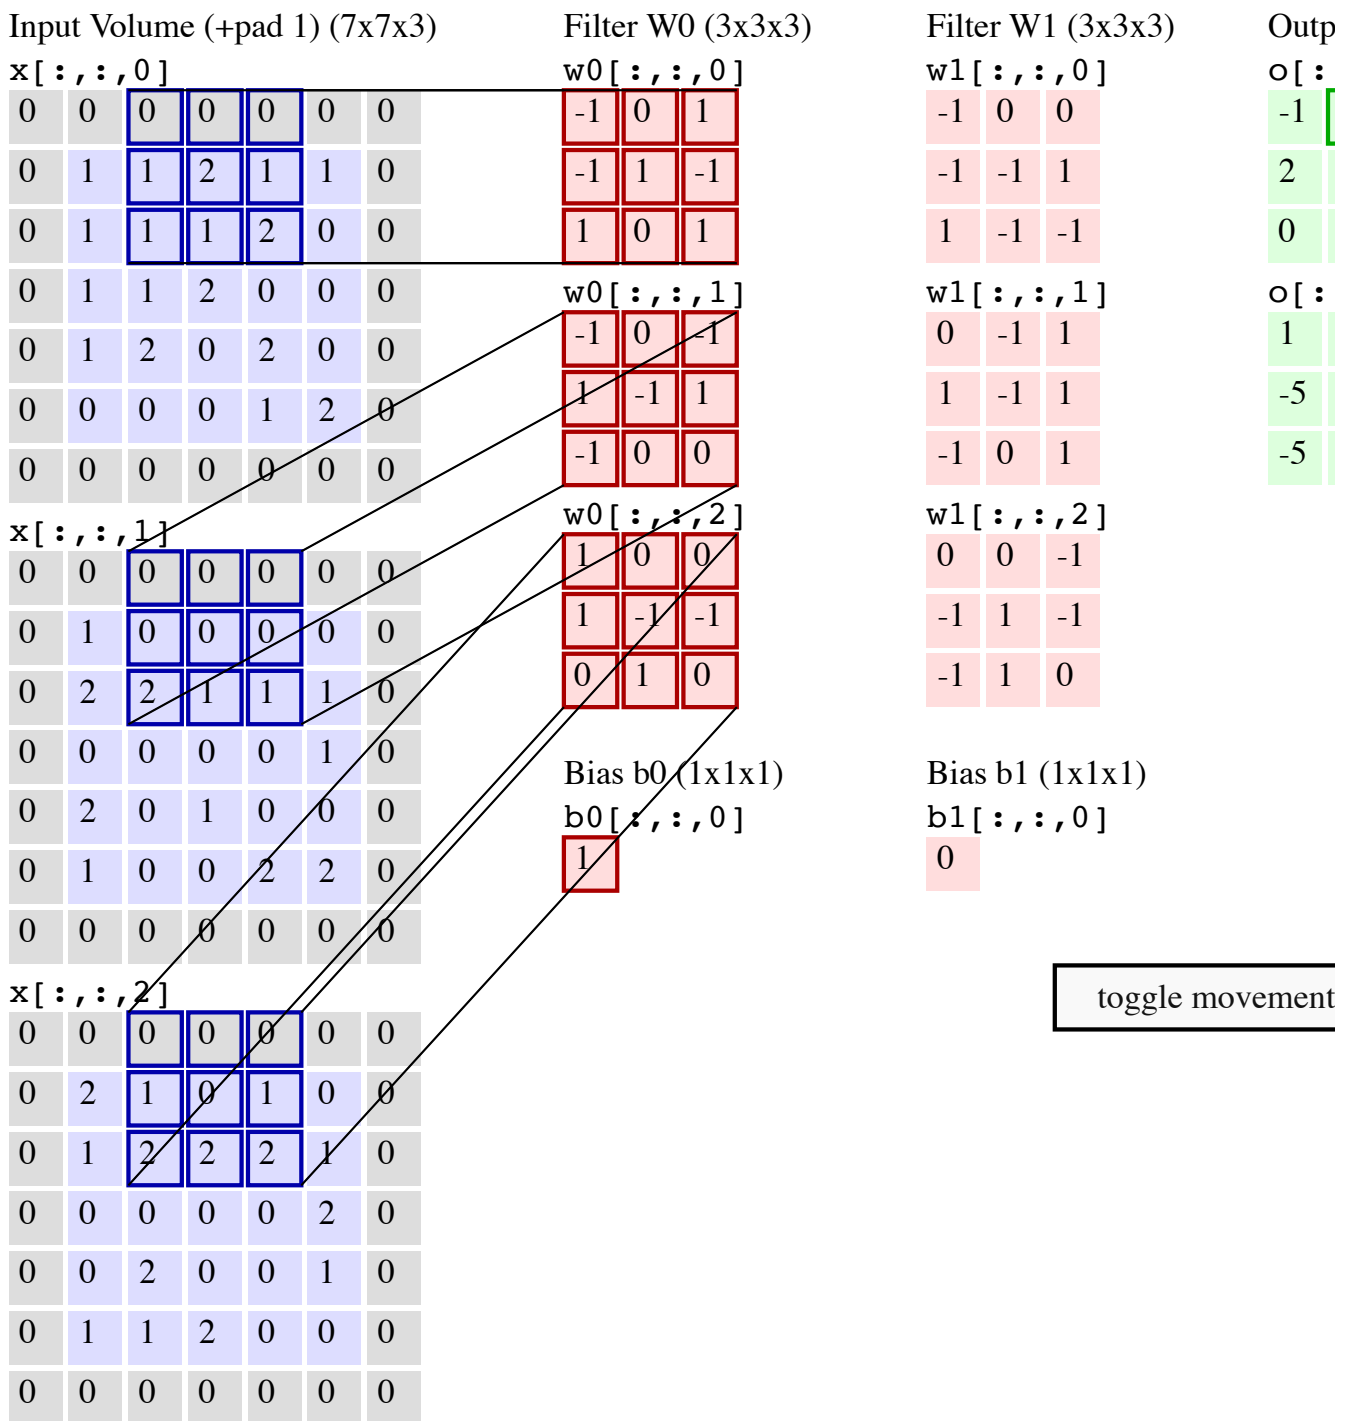 Input Volume (+pad 1) (7x7x3) Filter W0 (3x3x3) Filter W1 (3x3x3) Outp
x[:,:,0] w0[:,:,0] w1[:,:,0] o[:
0 0 0 0 0 0 0 -1 0 1 -1 0 0 -1
0 1 1 2 1 1 0 -1 1 -1 -1 -1 1 2
0 1 1 1 2 0 0 1 0 1 1 -1 -1 0
0 1 1 2 0 0 0 w0[:,:,1] w1[:,:,1] o[:
0 1 2 0 2 0 0 -1 0 -1 0 -1 1 1
0 0 0 0 1 2 0 1 -1 1 1 -1 1 -5
0 0 0 0 0 0 0 -1 0 0 -1 0 1 -5
x[:,:,1] w0[:,:,2] w1[:,:,2]
0 0 0 0 0 0 0 1 0 0 0 0 -1
0 1 0 0 0 0 0 1 -1 -1 -1 1 -1
0 2 2 1 1 1 0 0 1 0 -1 1 0
0 0 0 0 0 1 0 Bias b0 (1x1x1) Bias b1 (1x1x1)
0 2 0 1 0 0 0 b0[:,:,0] b1[:,:,0]
0 1 0 0 2 2 0 1 0
0 0 0 0 0 0 0
x[:,:,2] toggle movement
0 0 0 0 0 0 0
0 2 1 0 1 0 0
0 1 2 2 2 1 0
0 0 0 0 0 2 0
0 0 2 0 0 1 0
0 1 1 2 0 0 0
0 0 0 0 0 0 0